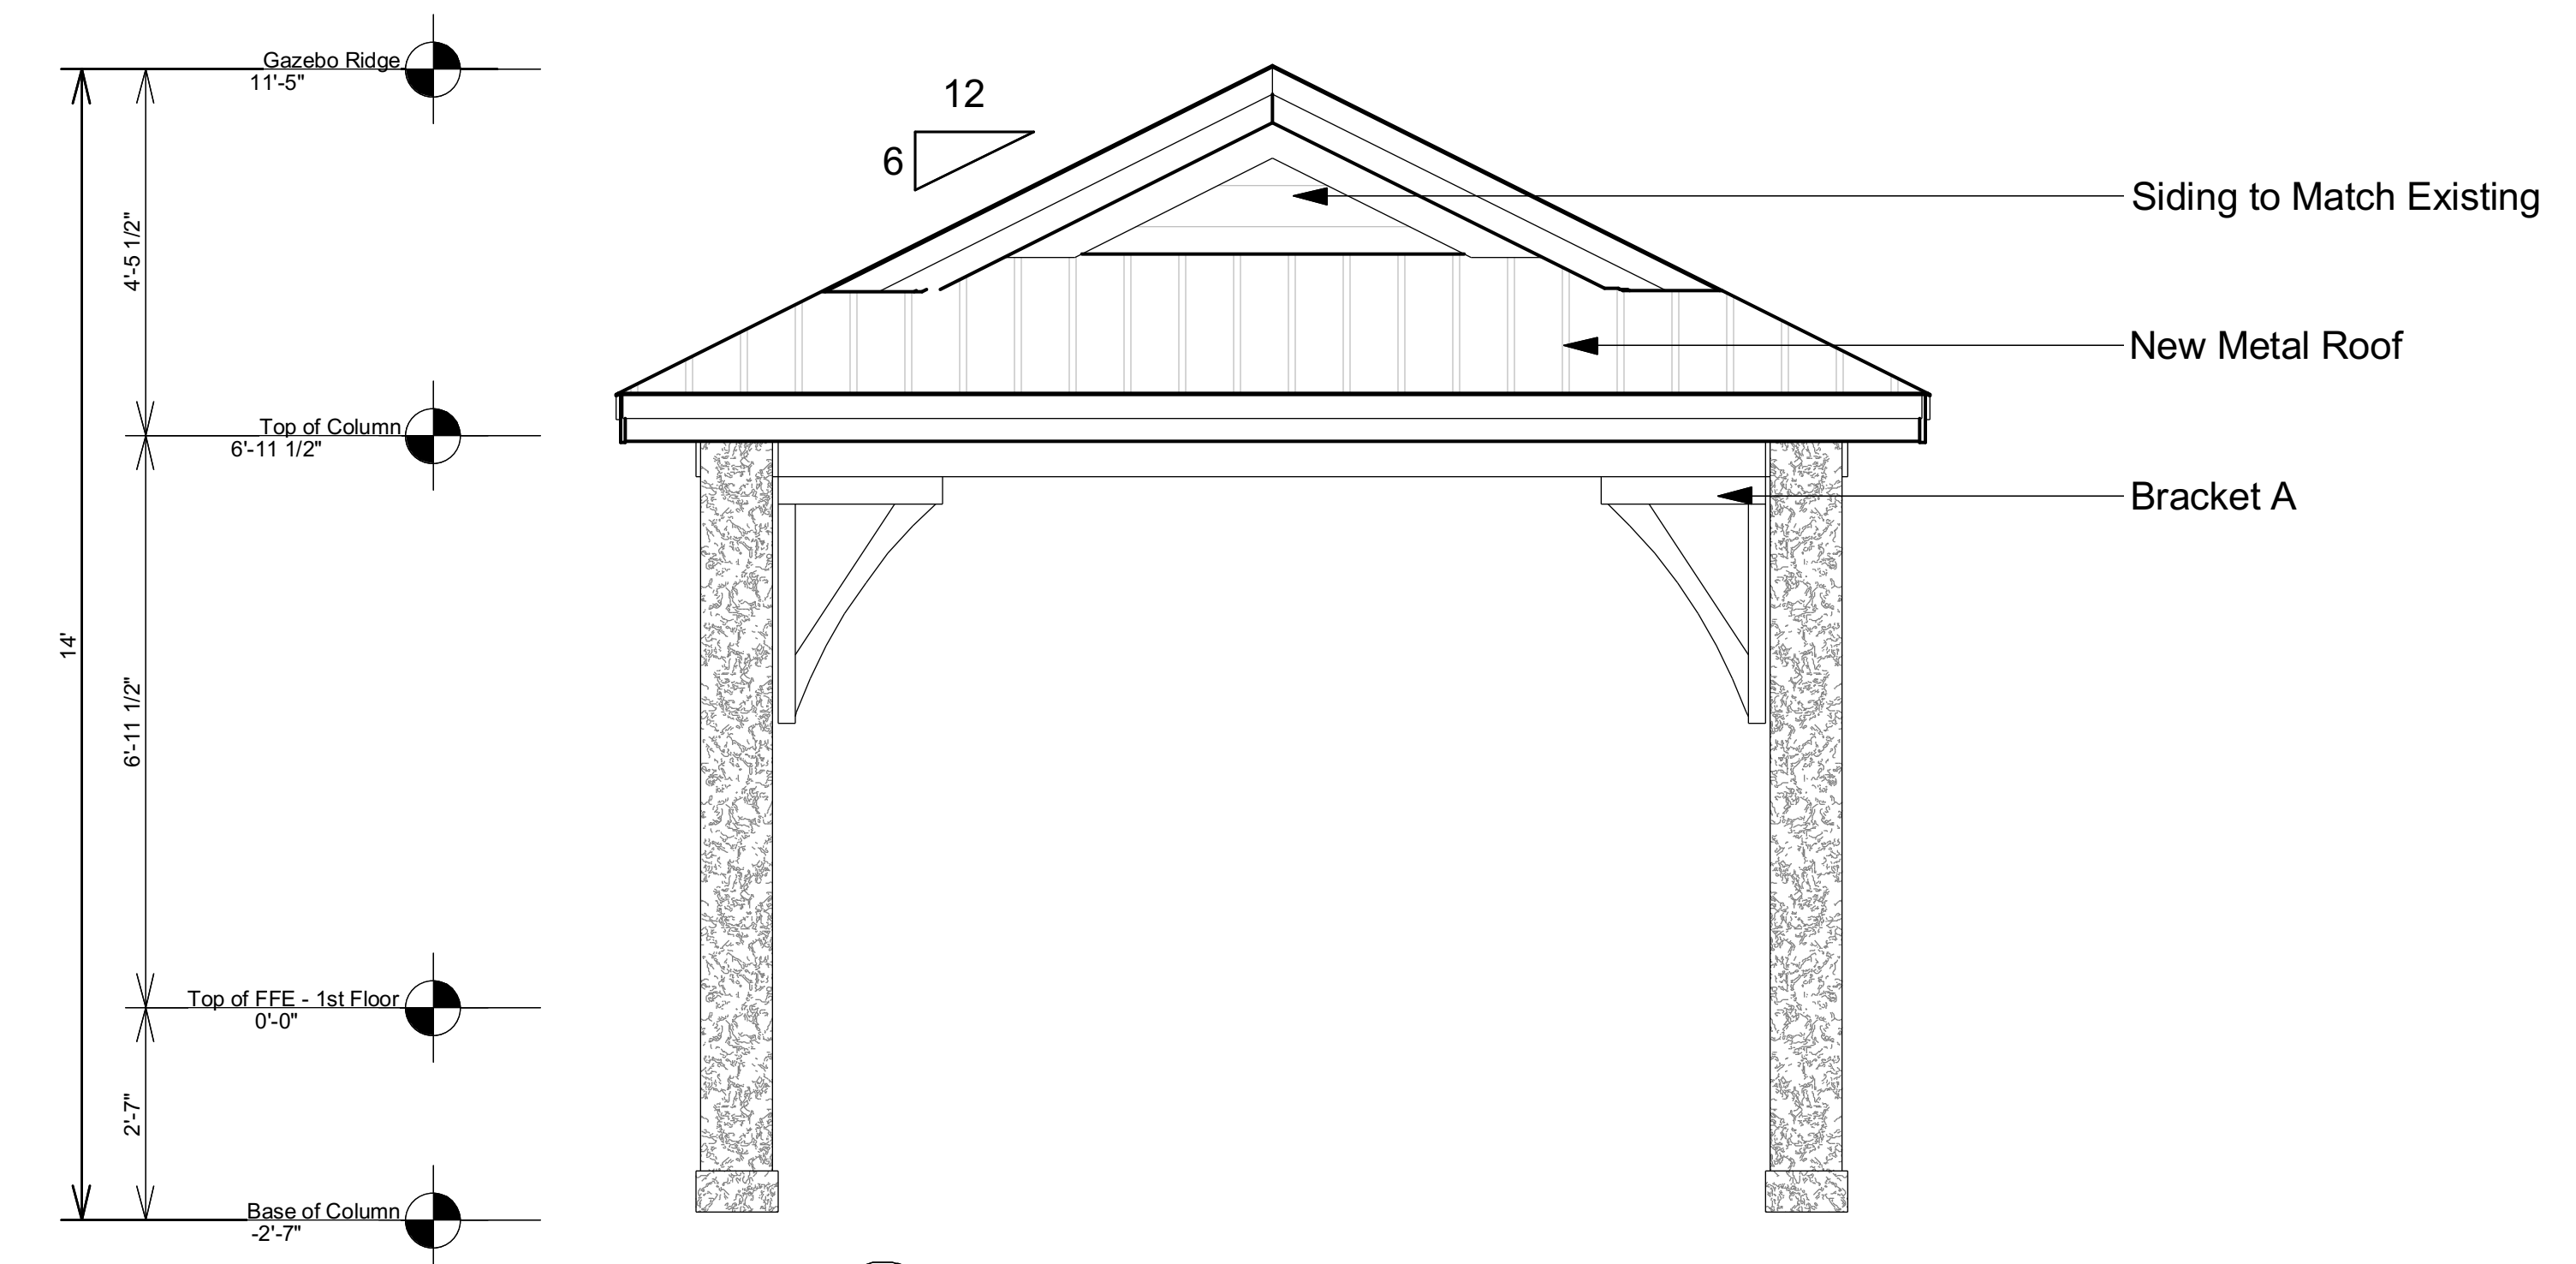 Gazebo Ridge
11'-5"
12
6
Siding to Match Existing
4'-5 1/2"
New Metal Roof
Top of Column
6'-11 1/2"
Bracket A
14'
6'-11 1/2"
Top of FFE - 1st Floor
0'-0"
2'-7"
Base of Column
-2'-7"